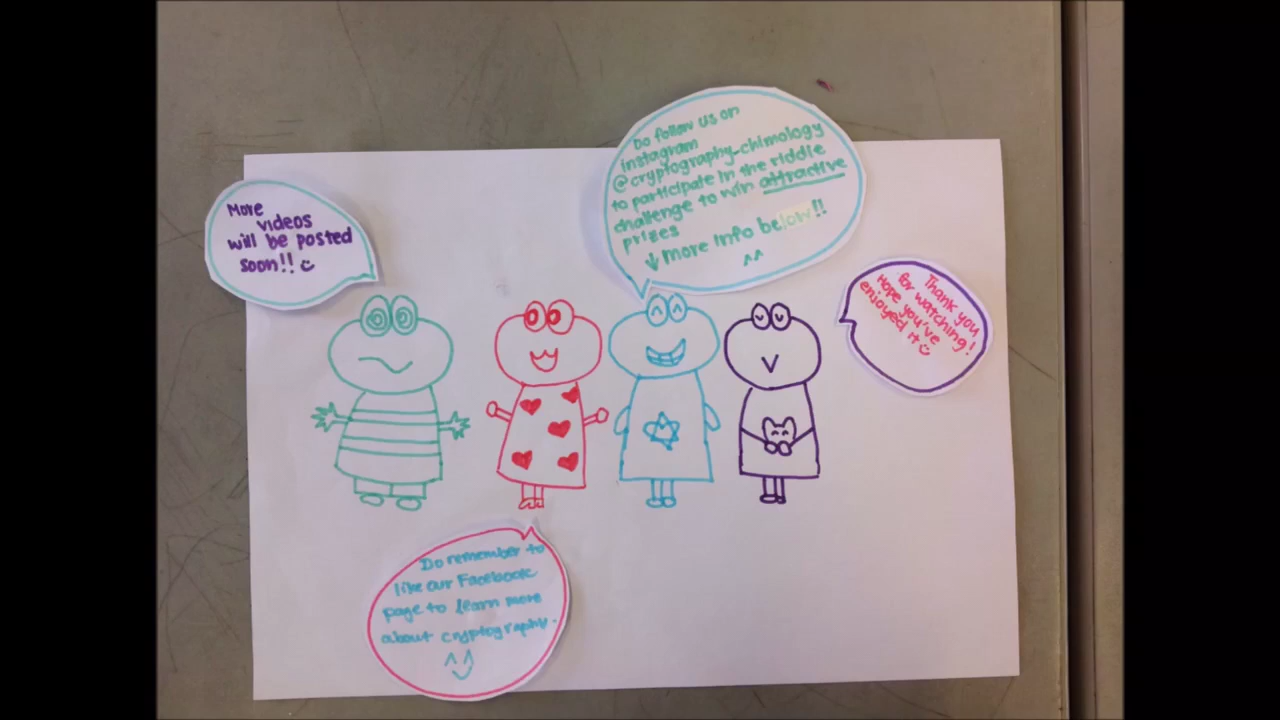 More
videos
will be posted
soon!!
Do follow us on
instagram
@cryptography_chimology
to participate in the riddle
challenge to win attractive
prizes
↓more info below!!
^^
Thank you
for watching!
Hope you've
enjoyed it
Do remember to
like our Facebook
page to learn more
about cryptography.